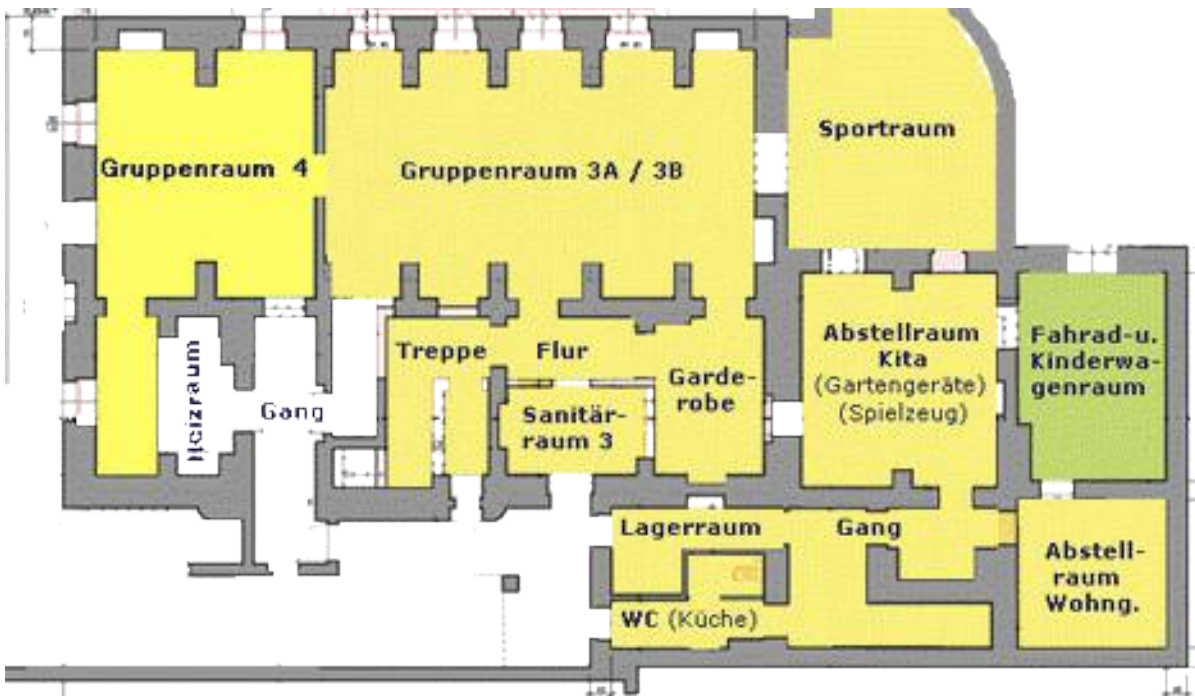 Sportraum
Gruppenraum 4
Gruppenraum 3A / 3B
Treppe
Flur
Garde-
robe
Sanitär-
raum 3
Heizraum
Gang
Abstellraum
Kita
(Gartengeräte)
(Spielzeug)
Fahrad-u.
Kinderwa-
genraum
Lagerraum
Gang
Abstell-
raum
Wohng.
WC (Küche)